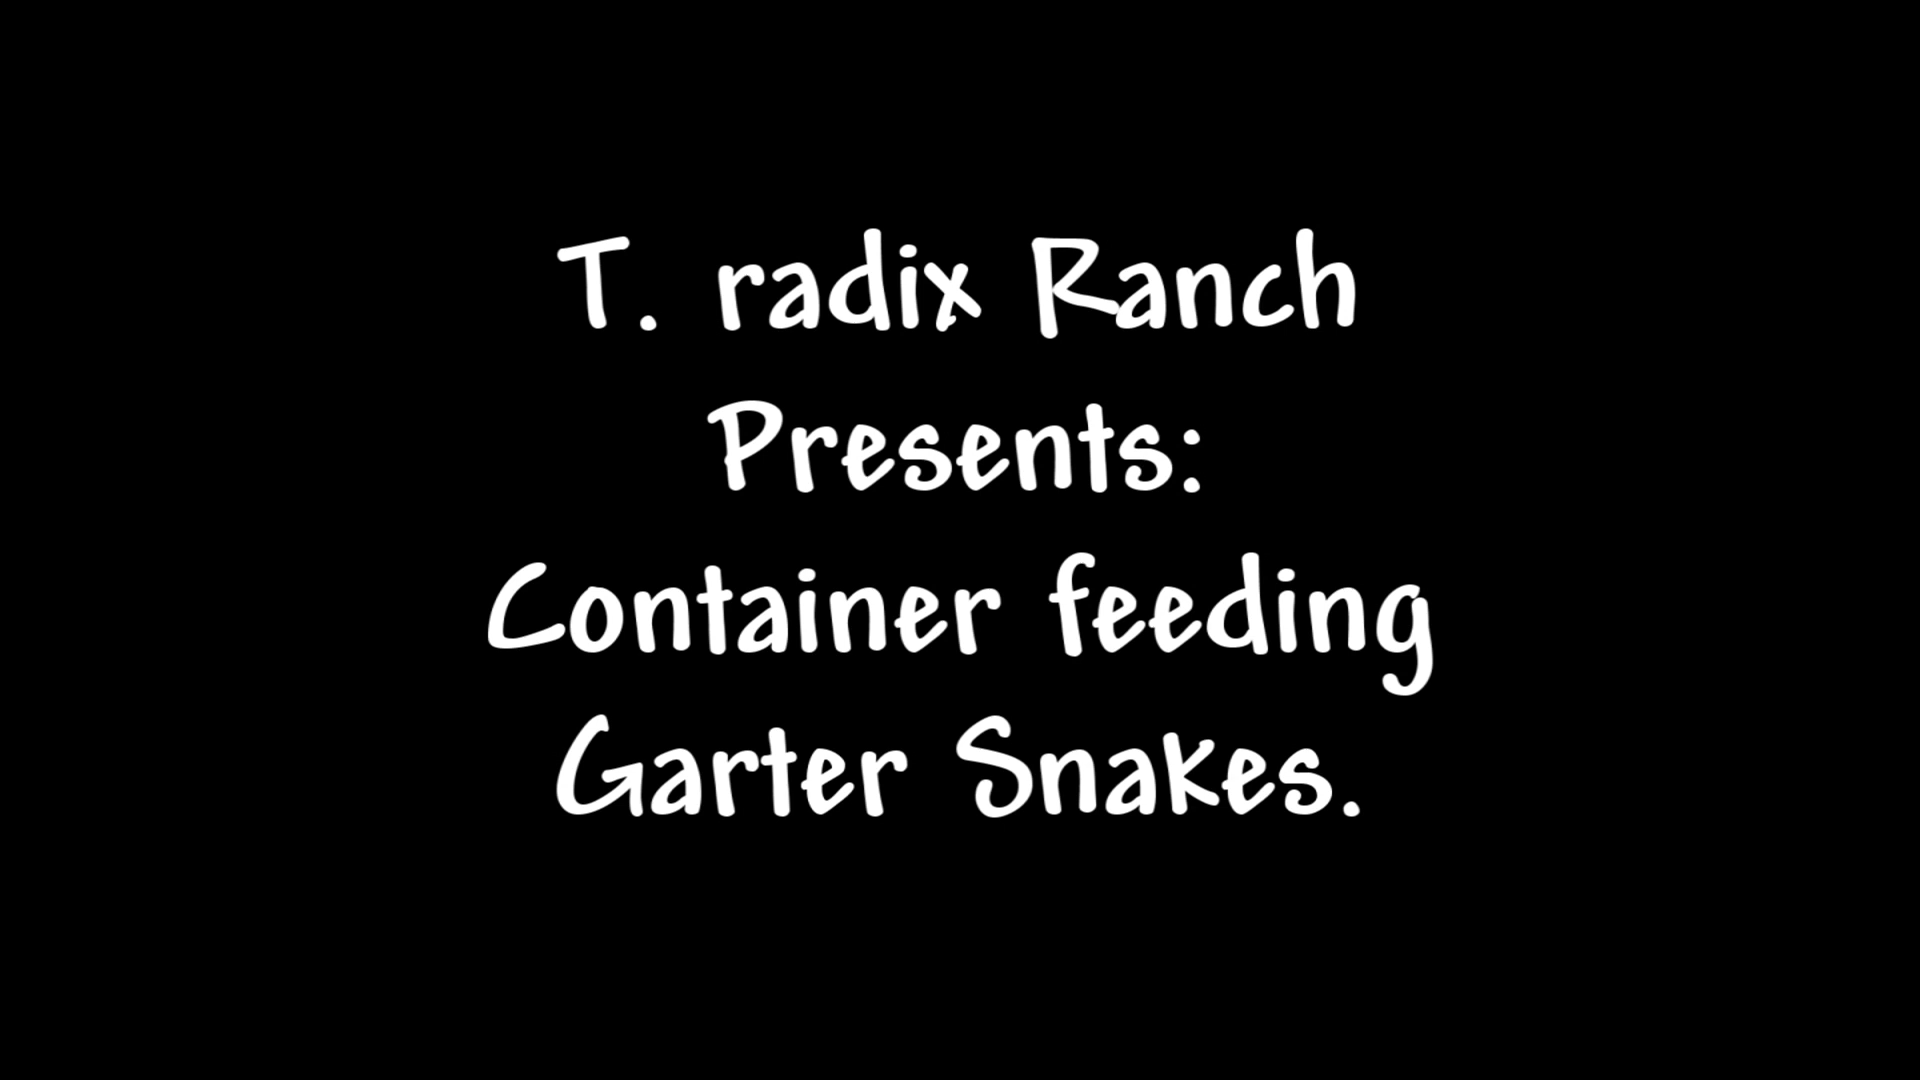 T. radix Ranch
Presents:
Container feeding
Garter Snakes.